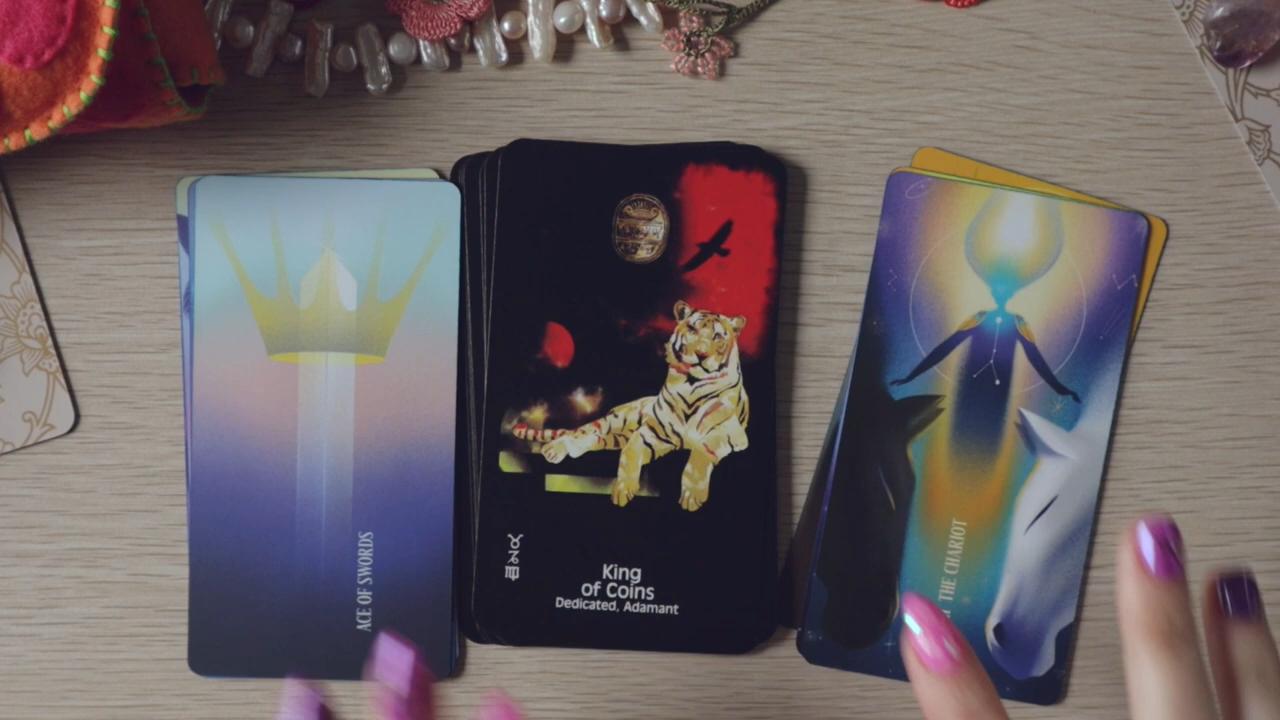 ACE OF SWORDS
King
of Coins
Dedicated, Adamant
THE CHARIOT